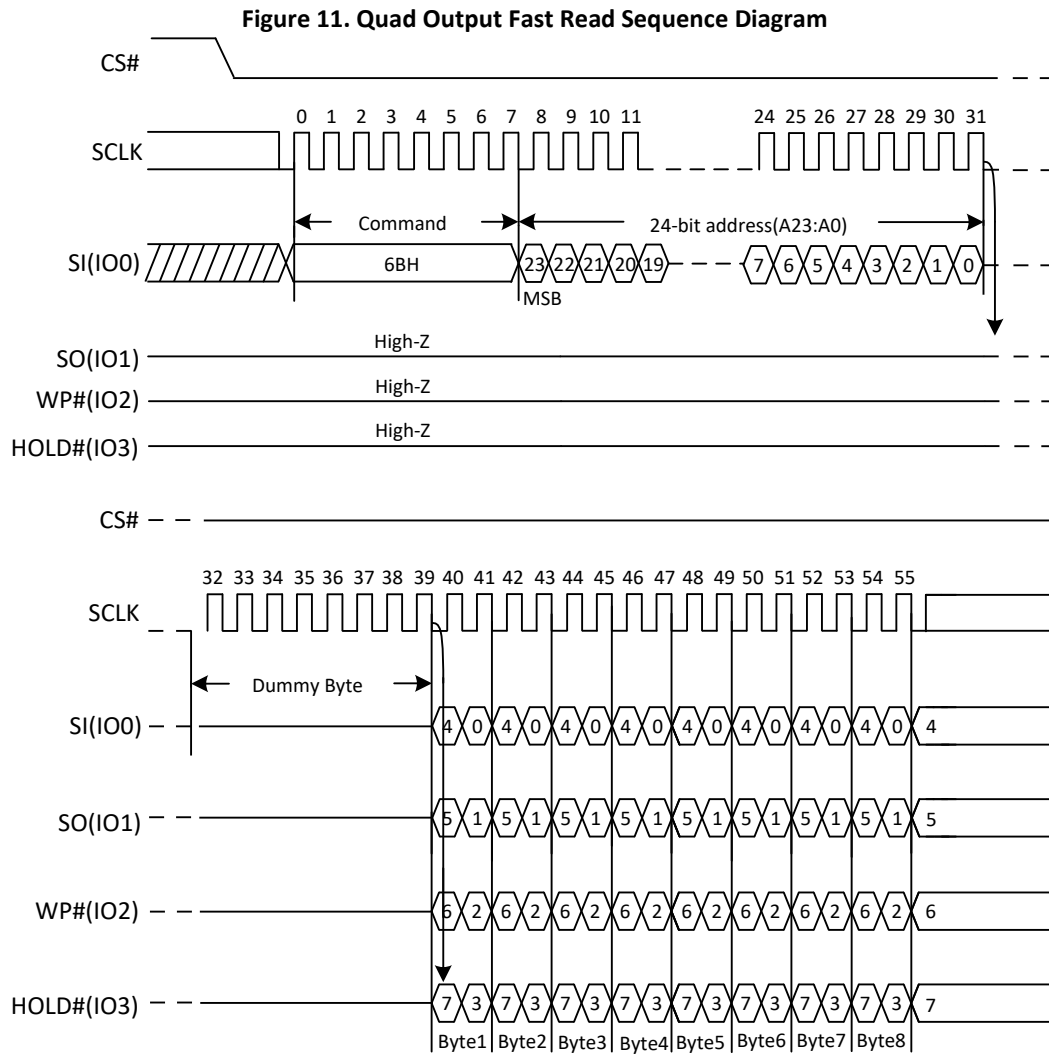 Figure 11. Quad Output Fast Read Sequence Diagram
CS#
0 1 2 3 4 5 6 7 8 9 10 11 24 25 26 27 28 29 30 31
SCLK
Command 24-bit address(A23:A0)
SI(IO0) 6BH 23 22 21 20 19 7 6 5 4 3 2 1 0
MSB
High-Z
SO(IO1)
High-Z
WP#(IO2)
High-Z
HOLD#(IO3)
CS#
32 33 34 35 36 37 38 39 40 41 42 43 44 45 46 47 48 49 50 51 52 53 54 55
SCLK
Dummy Byte
SI(IO0) 4 0 4 0 4 0 4 0 4 0 4 0 4 0 4 0 4
SO(IO1) 5 1 5 1 5 1 5 1 5 1 5 1 5 1 5 1 5
WP#(IO2) 6 2 6 2 6 2 6 2 6 2 6 2 6 2 6 2 6
HOLD#(IO3) 7 3 7 3 7 3 7 3 7 3 7 3 7 3 7 3 7
Byte1 Byte2 Byte3 Byte4 Byte5 Byte6 Byte7 Byte8